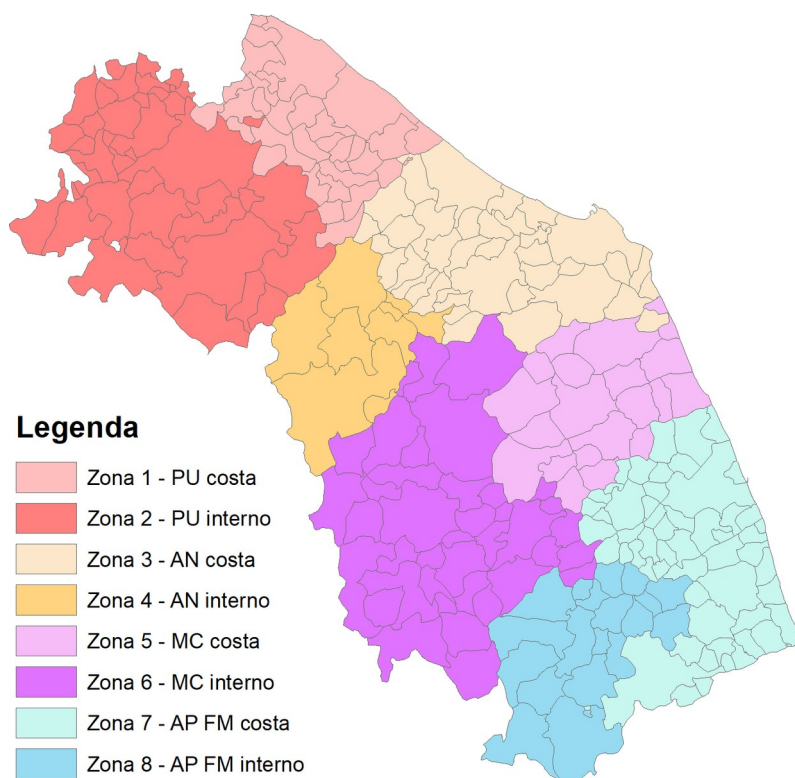 Legenda
Zona 1 - PU costa
Zona 2 - PU interno
Zona 3 - AN costa
Zona 4 - AN interno
Zona 5 - MC costa
Zona 6 - MC interno
Zona 7 - AP FM costa
Zona 8 - AP FM interno